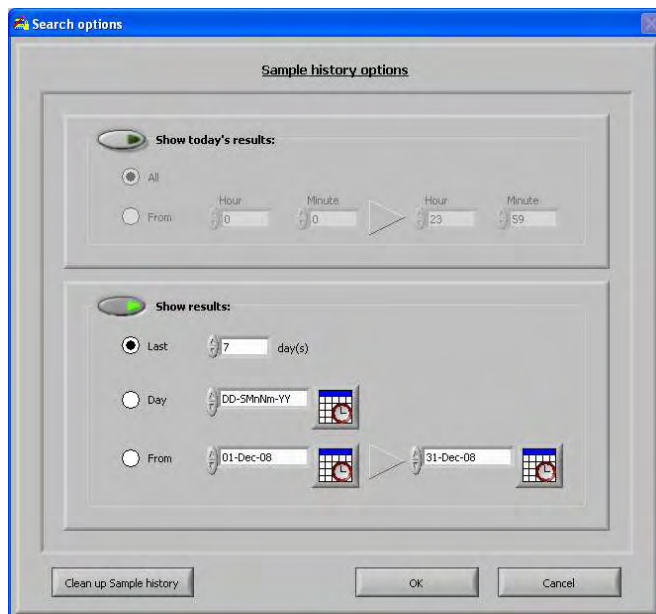 Search options
Sample history options
Show today's results:
All
Hour Minute Hour Minute
From 0 0 23 59
Show results:
Last 7 day(s)
Day DD-SMnNm-YY
From 01-Dec-08 31-Dec-08
Clean up Sample history OK Cancel